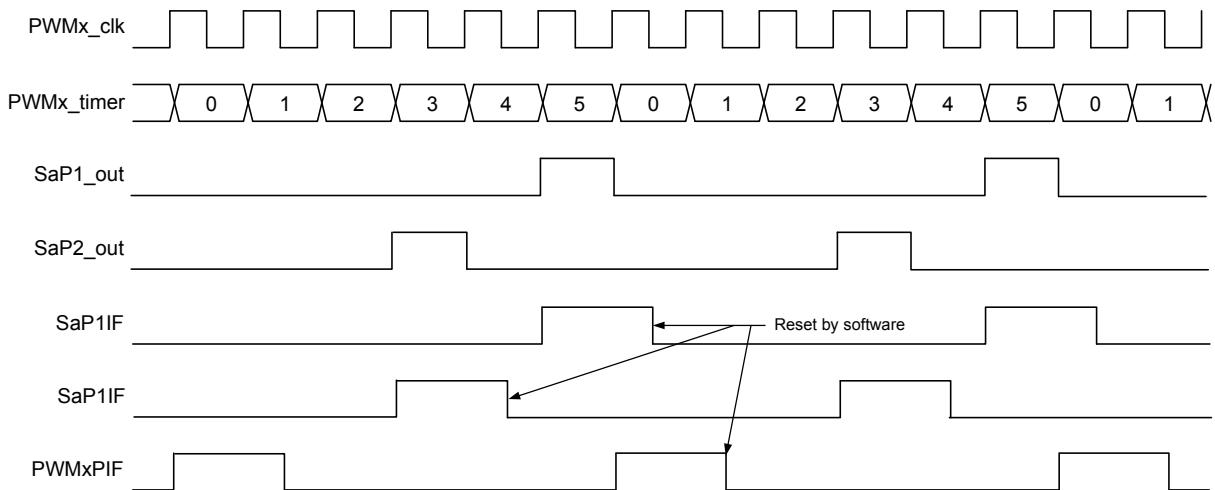 PWMx_clk
PWMx_timer 0 1 2 3 4 5 0 1 2 3 4 5 0 1
SaP1_out
SaP2_out
SaP1IF Reset by software
SaP1IF
PWMxPIF